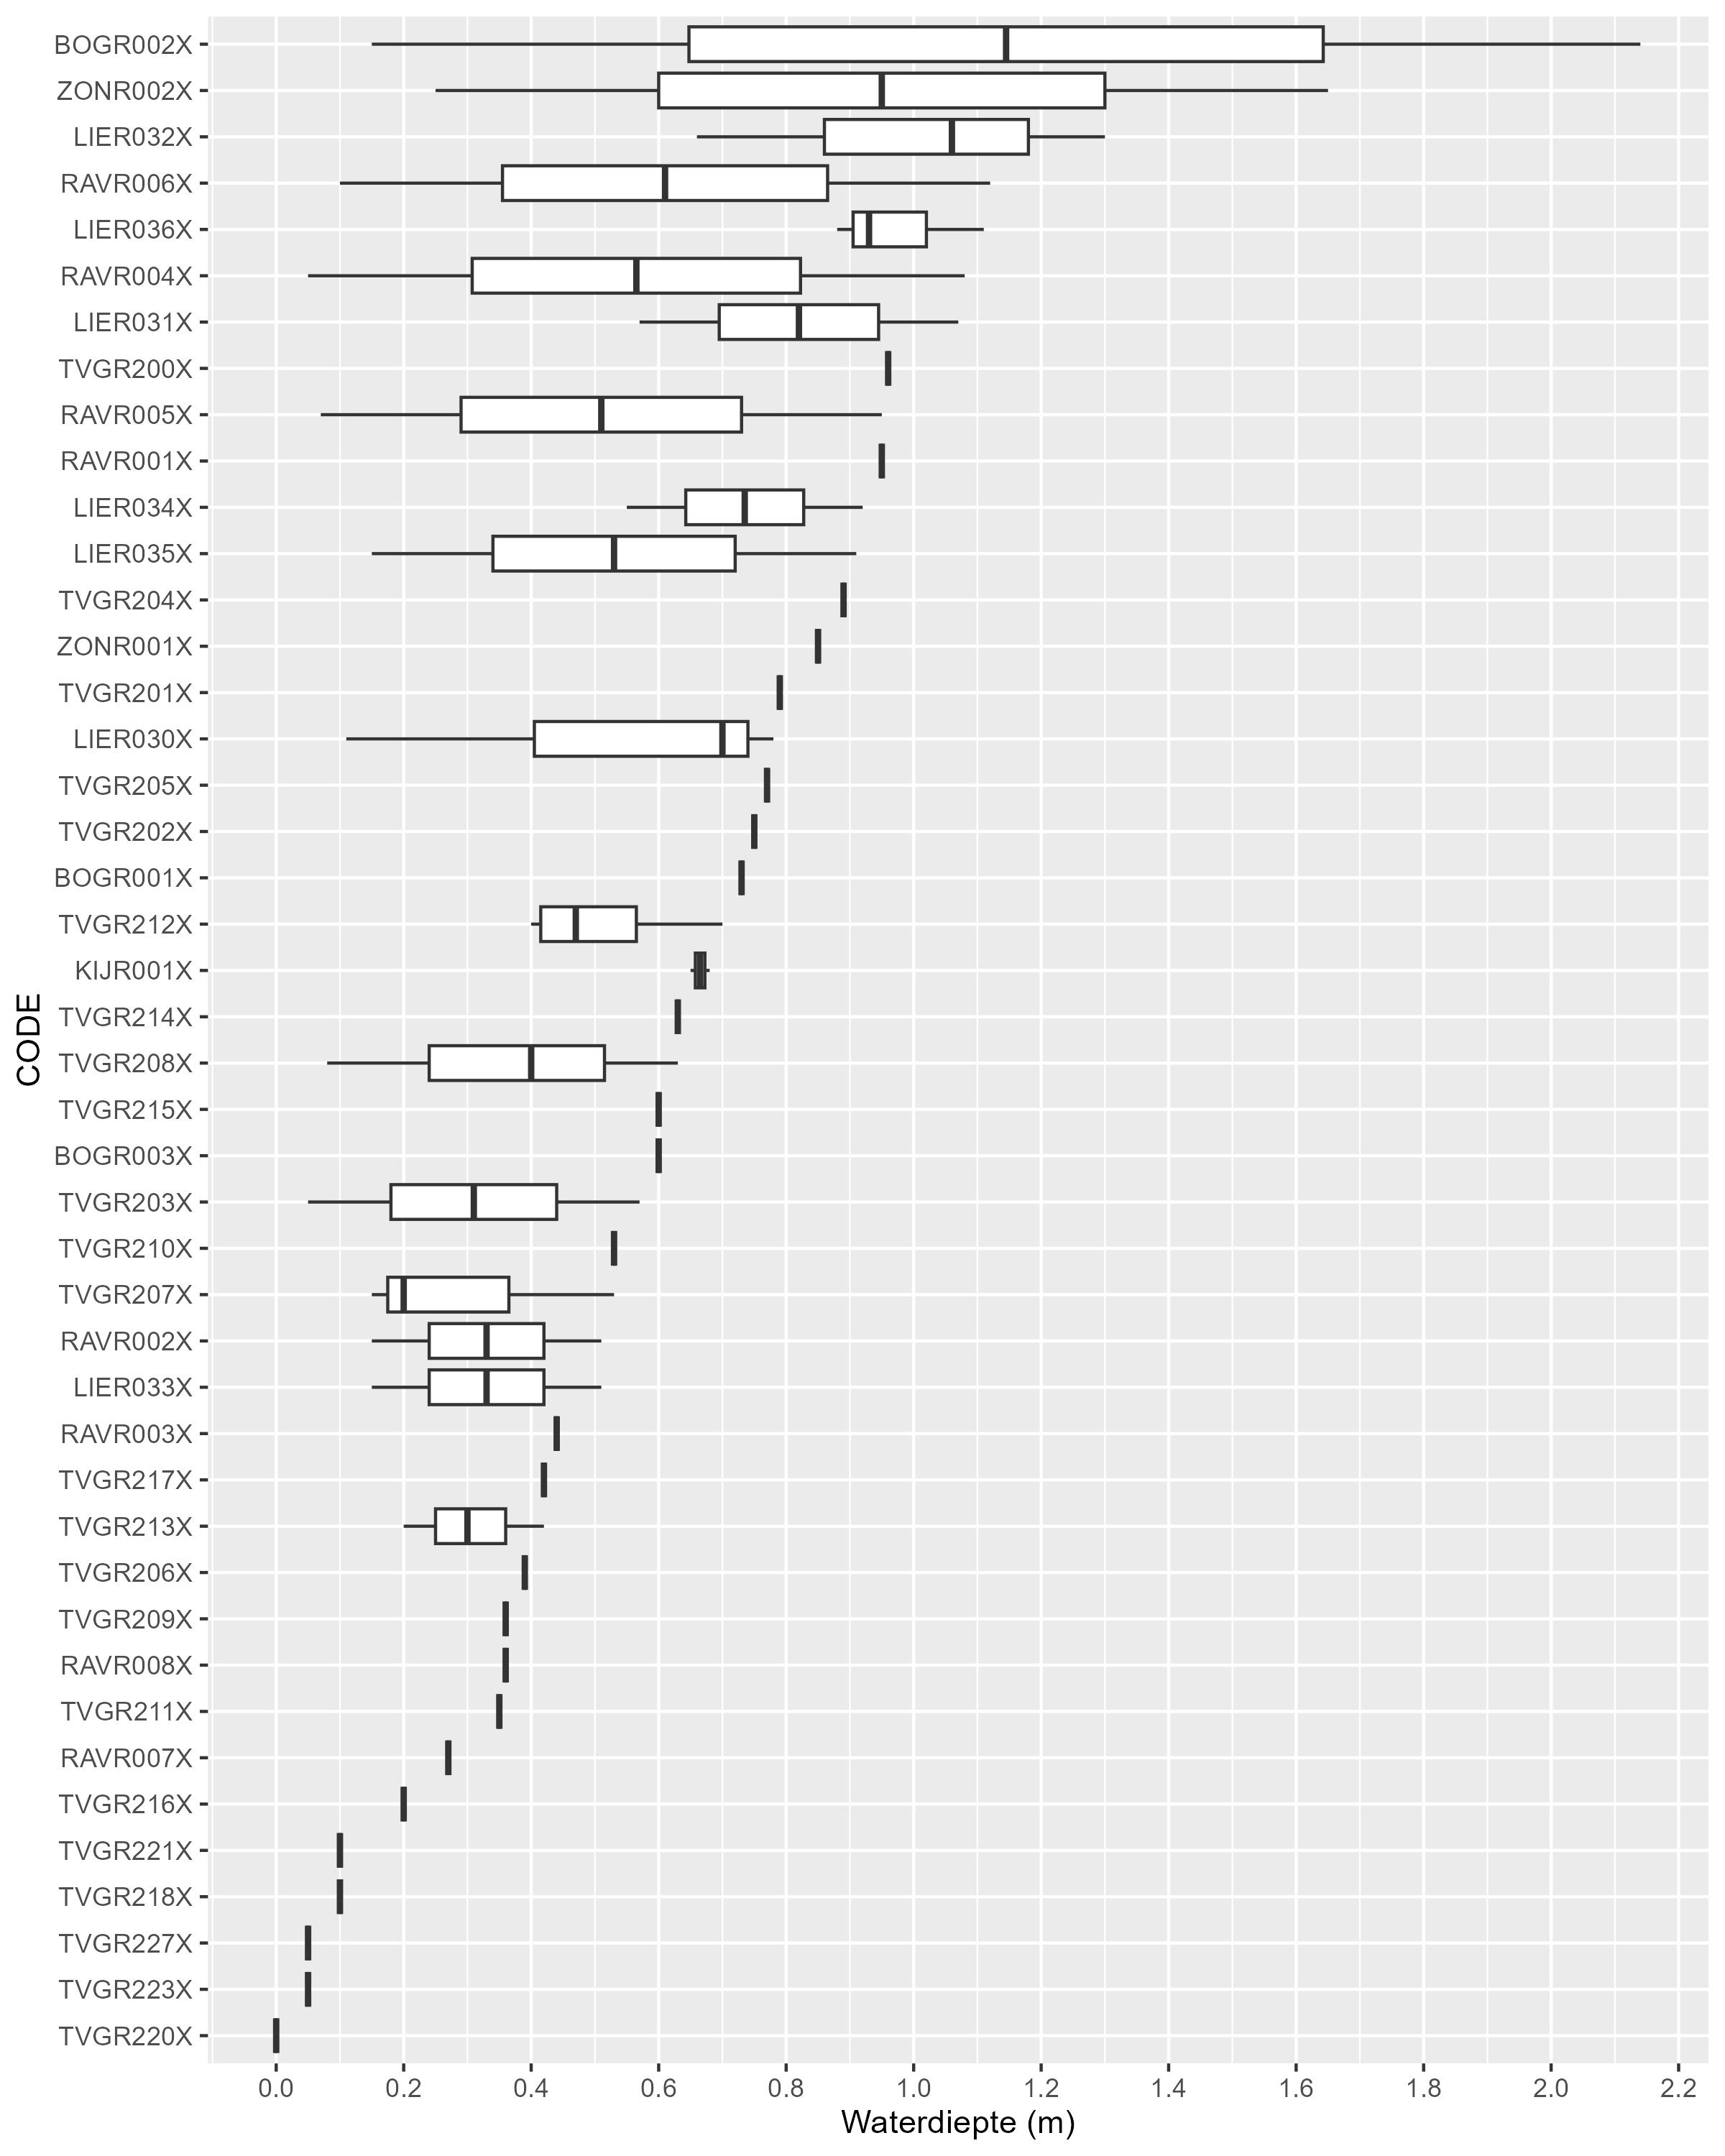 BOGR002X
ZONR002X
LIER032X
RAVR006X
LIER036X
RAVR004X
LIER031X
TVGR200X
RAVR005X
RAVR001X
LIER034X
LIER035X
TVGR204X
ZONR001X
TVGR201X
LIER030X
TVGR205X
TVGR202X
BOGR001X
TVGR212X
KIJR001X
TVGR214X
TVGR208X
TVGR215X
BOGR003X
TVGR203X
TVGR210X
TVGR207X
RAVR002X
LIER033X
RAVR003X
TVGR217X
TVGR213X
TVGR206X
TVGR209X
RAVR008X
TVGR211X
RAVR007X
TVGR216X
TVGR221X
TVGR218X
TVGR227X
TVGR223X
TVGR220X
CODE
0.0 0.2 0.4 0.6 0.8 1.0 1.2 1.4 1.6 1.8 2.0 2.2
Waterdiepte (m)